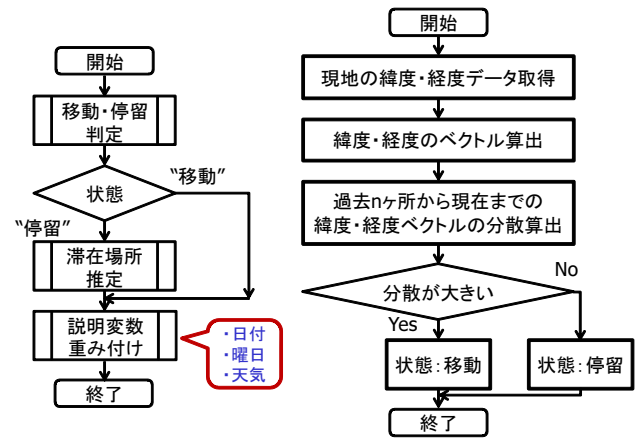 開始
移動・停留
判定
状態
“移動”
“停留”
滞在場所
推定
説明変数
重み付け
・日付
・曜日
・天気
終了
開始
現地の緯度・経度データ取得
緯度・経度のベクトル算出
過去nヶ所から現在までの
緯度・経度ベクトルの分散算出
分散が大きい
No
Yes
状態：移動
状態：停留
終了